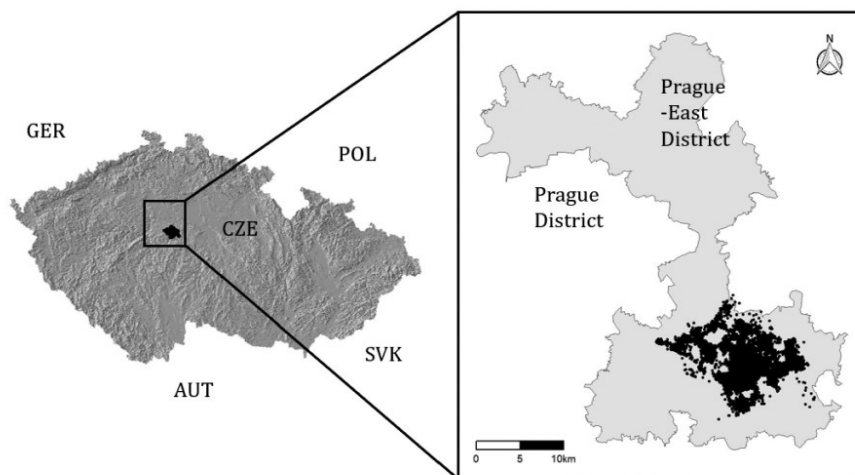 GER
POL
CZE
SVK
AUT
N
Prague
-East
District
Prague
District
0 5 10km